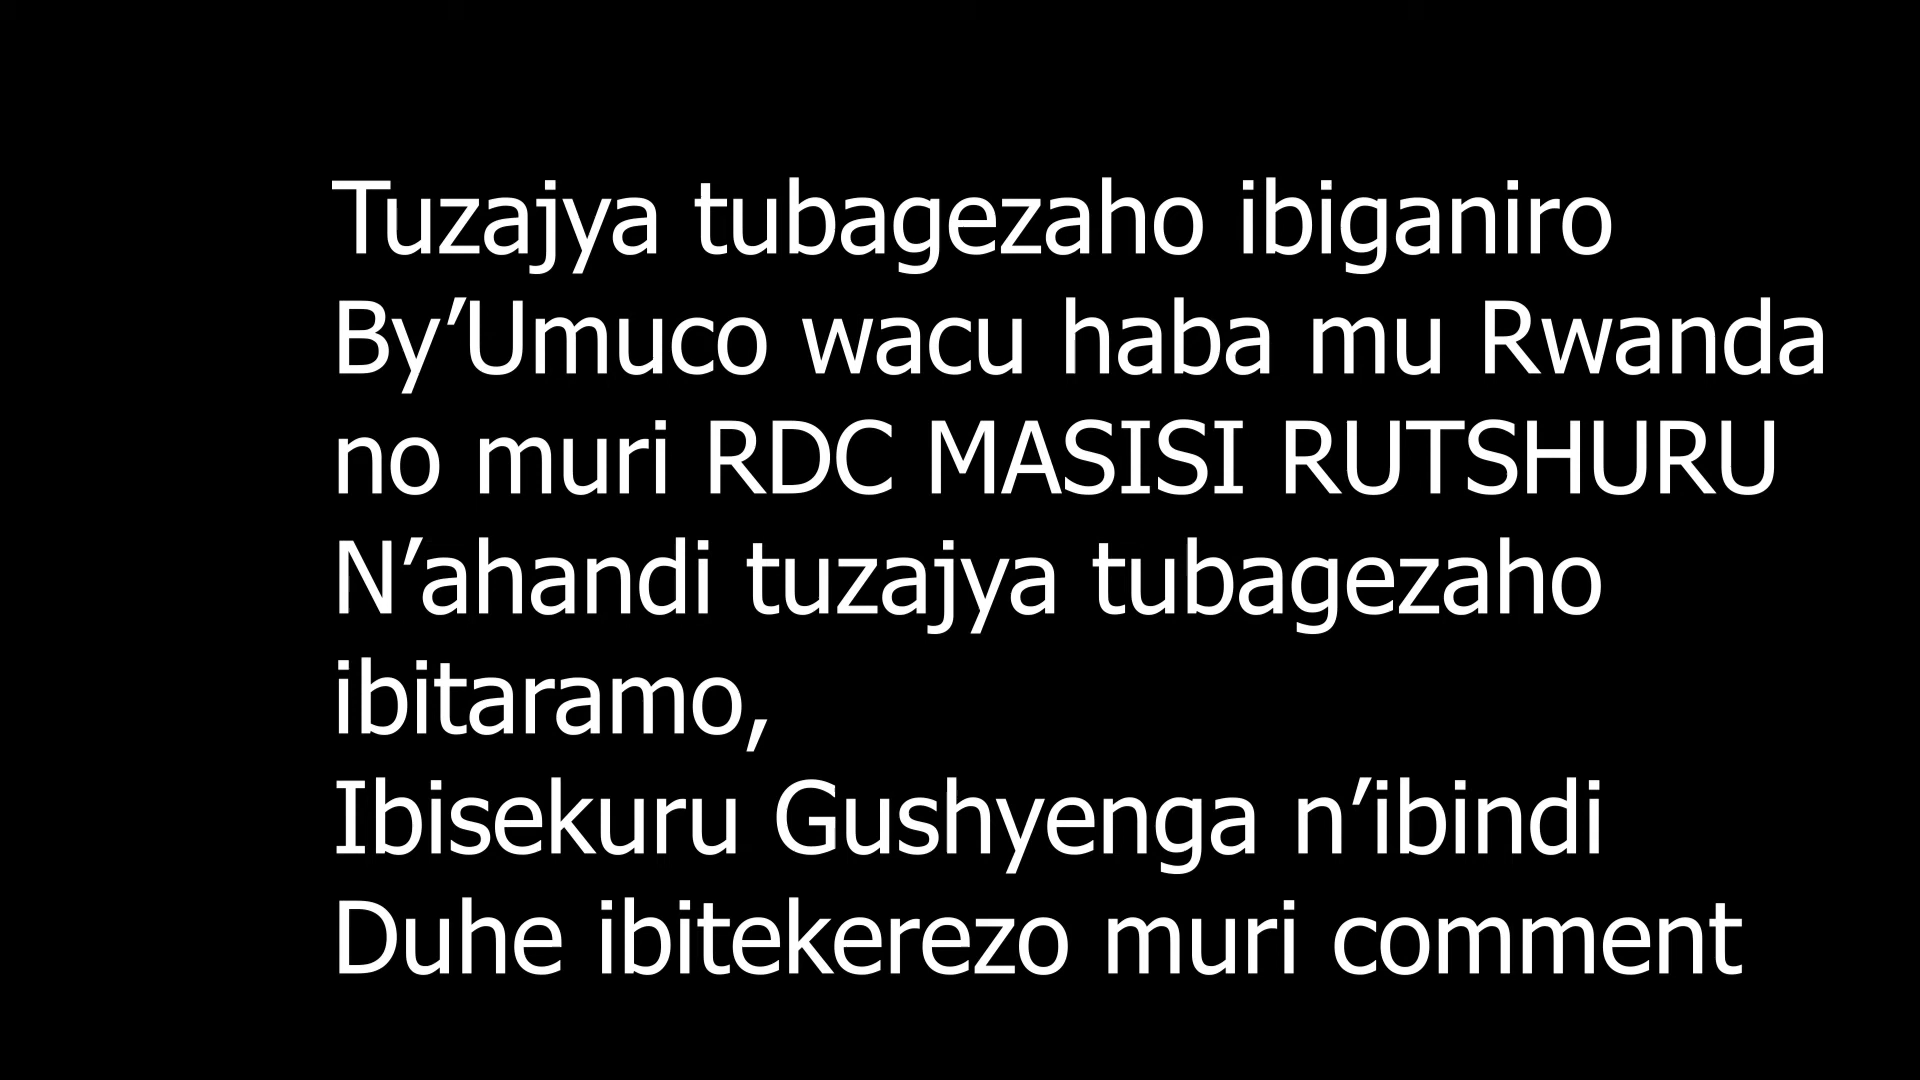 Tuzajya tubagezaho ibiganiro
By’Umuco wacu haba mu Rwanda
no muri RDC MASISI RUTSHURU
N’ahandi tuzajya tubagezaho
ibitaramo,
Ibisekuru Gushyenga n’ibindi
Duhe ibitekerezo muri comment